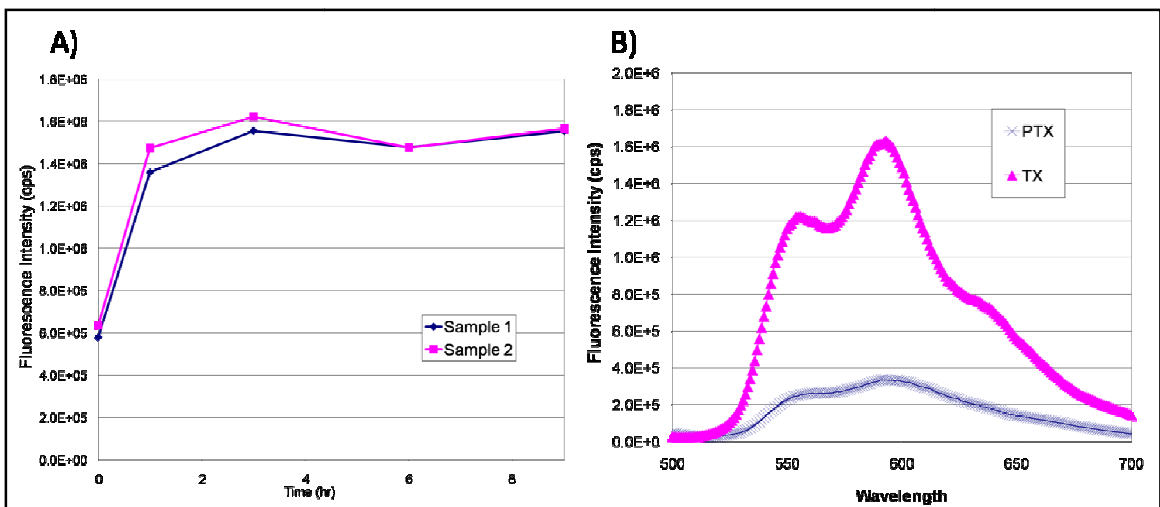 A)
1.8E+06
1.6E+06
1.4E+06
1.2E+06
1.0E+06
8.0E+05
6.0E+05
4.0E+05
2.0E+05
0.0E+00
Fluorescence Intensity (cps)
0 2 4 6 8
Time (hr)
Sample 1
Sample 2
B)
2.0E+6
1.8E+6
1.6E+6
1.4E+6
1.2E+6
1.0E+6
8.0E+5
6.0E+5
4.0E+5
2.0E+5
0.0E+0
Fluorescence Intensity (cps)
500 550 600 650 700
Wavelength
PTX
TX